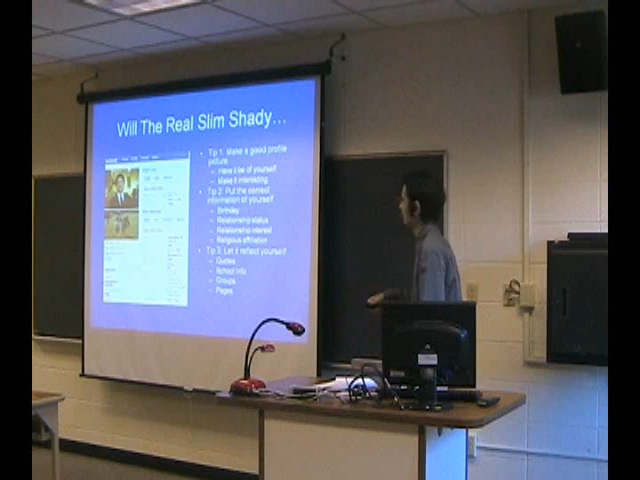 Will The Real Slim Shady...
• Tip 1: Make a good profile
picture
– Have it be of yourself
– Make it interesting
• Tip 2: Put the correct
information of yourself
– Birthday
– Relationship status
– Relationship interest
– Religious affiliation
• Tip 3: Let it reflect yourself
– Quotes
– School Info
– Groups
– Pages